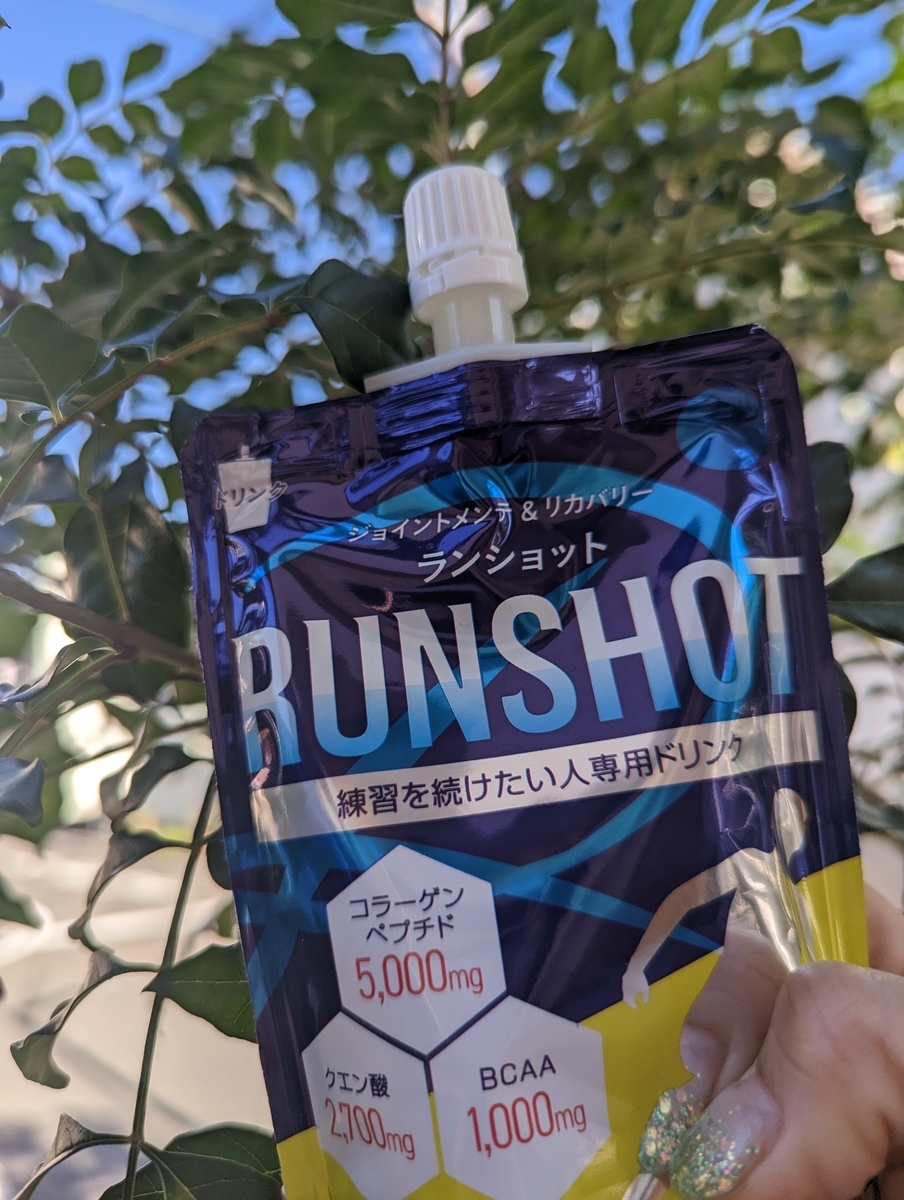 ドリンク
ジョイントメンテ & リカバリー
ランショット
RUNSHOT
練習を続けたい人専用ドリンク
コラーゲン
ペプチド
5,000mg
クエン酸
2,700mg
BCAA
1,000mg